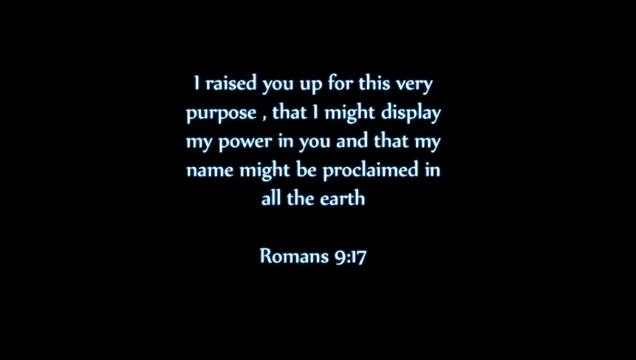 I raised you up for this very
purpose , that I might display
my power in you and that my
name might be proclaimed in
all the earth
Romans 9:17